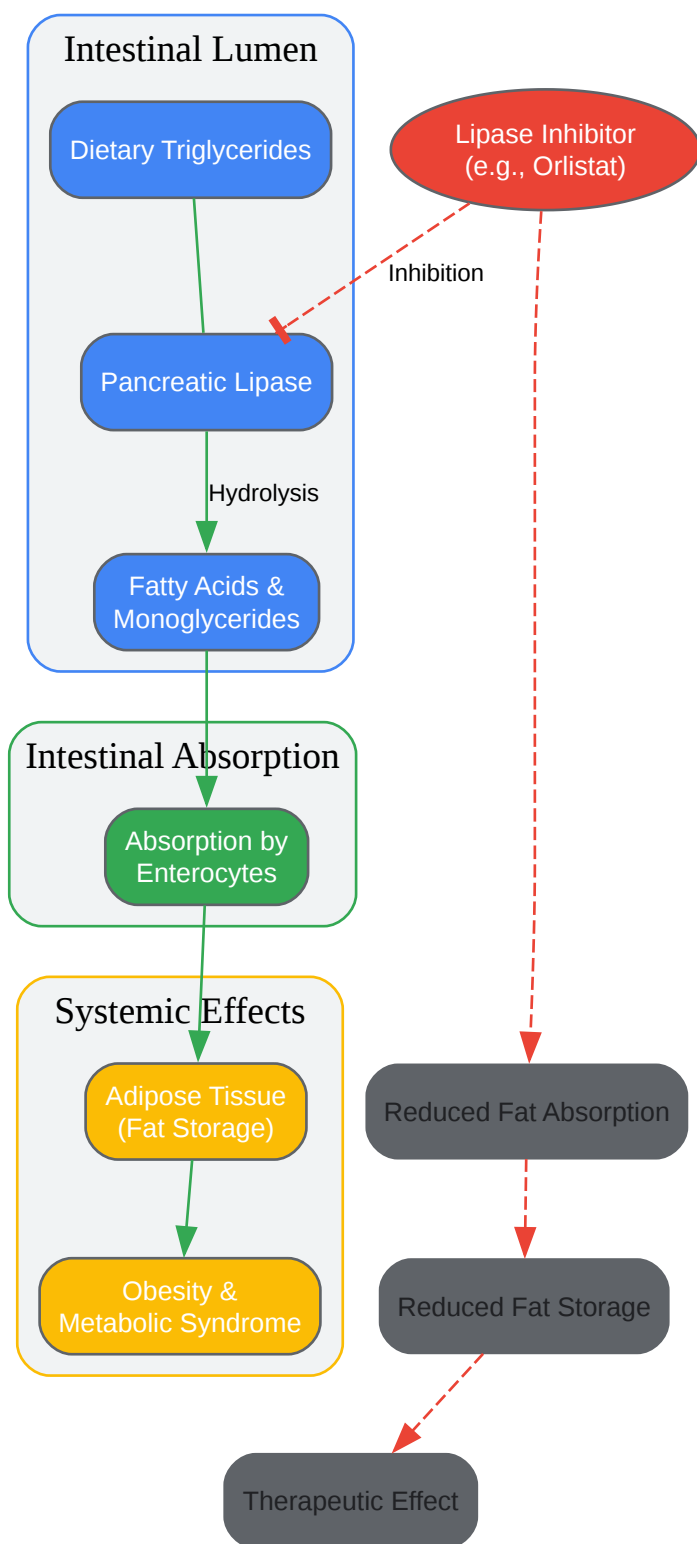 Intestinal Lumen
Dietary Triglycerides
Lipase Inhibitor
(e.g., Orlistat)
Inhibition
Pancreatic Lipase
Hydrolysis
Fatty Acids &
Monoglycerides
Intestinal Absorption
Absorption by
Enterocytes
Systemic Effects
Adipose Tissue
(Fat Storage)
Reduced Fat Absorption
Obesity &
Metabolic Syndrome
Reduced Fat Storage
Therapeutic Effect